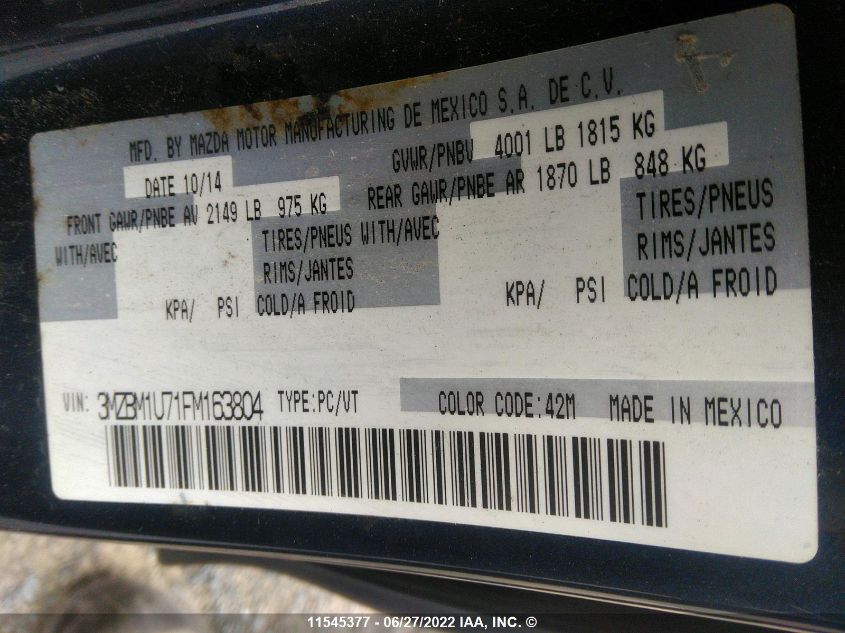 MFD. BY MAZDA MOTOR MANUFACTURING DE MEXICO S.A. DE C.V.
DATE 10/14 GVWR/PNBV 4001 LB 1815 KG
FRONT GAWR/PNBE AV 2149 LB 975 KG REAR GAWR/PNBE AR 1870 LB 848 KG
WITH/AVEC TIRES/PNEUS WITH/AVEC TIRES/PNEUS
RIMS/JANTES RIMS/JANTES
KPA/ PSI COLD/A FROID KPA/ PSI COLD/A FROID
VIN: 3MZBM1U71FM163804 TYPE:PC/VT COLOR CODE:42M MADE IN MEXICO
11545377 - 06/27/2022 IAA, INC. ©